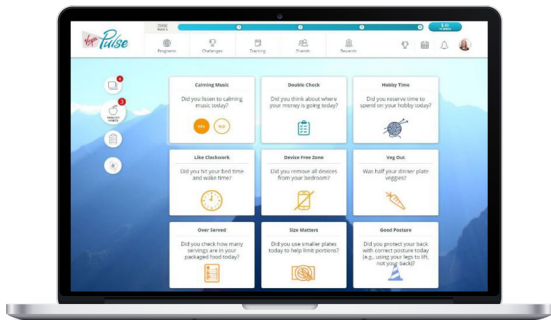 Virgin Pulse
Programs
Challenges
Tracking
Friends
Rewards
Calming Music
Did you listen to calming
music today?
YES
NO
Double Check
Did you think about where
your money is going today?
Hobby Time
Did you reserve time to
spend on your hobby today?
Like Clockwork
Did you hit your bed time
and wake time?
Device Free Zone
Did you remove all devices
from your bedroom?
Veg Out
Was half your dinner plate
veggies?
Over Served
Did you check how many
servings are in your
packaged food today?
Size Matters
Did you use smaller plates
today to help limit portions?
Good Posture
Did you protect your back
with correct posture today
(e.g., using your legs to lift,
not your back)?